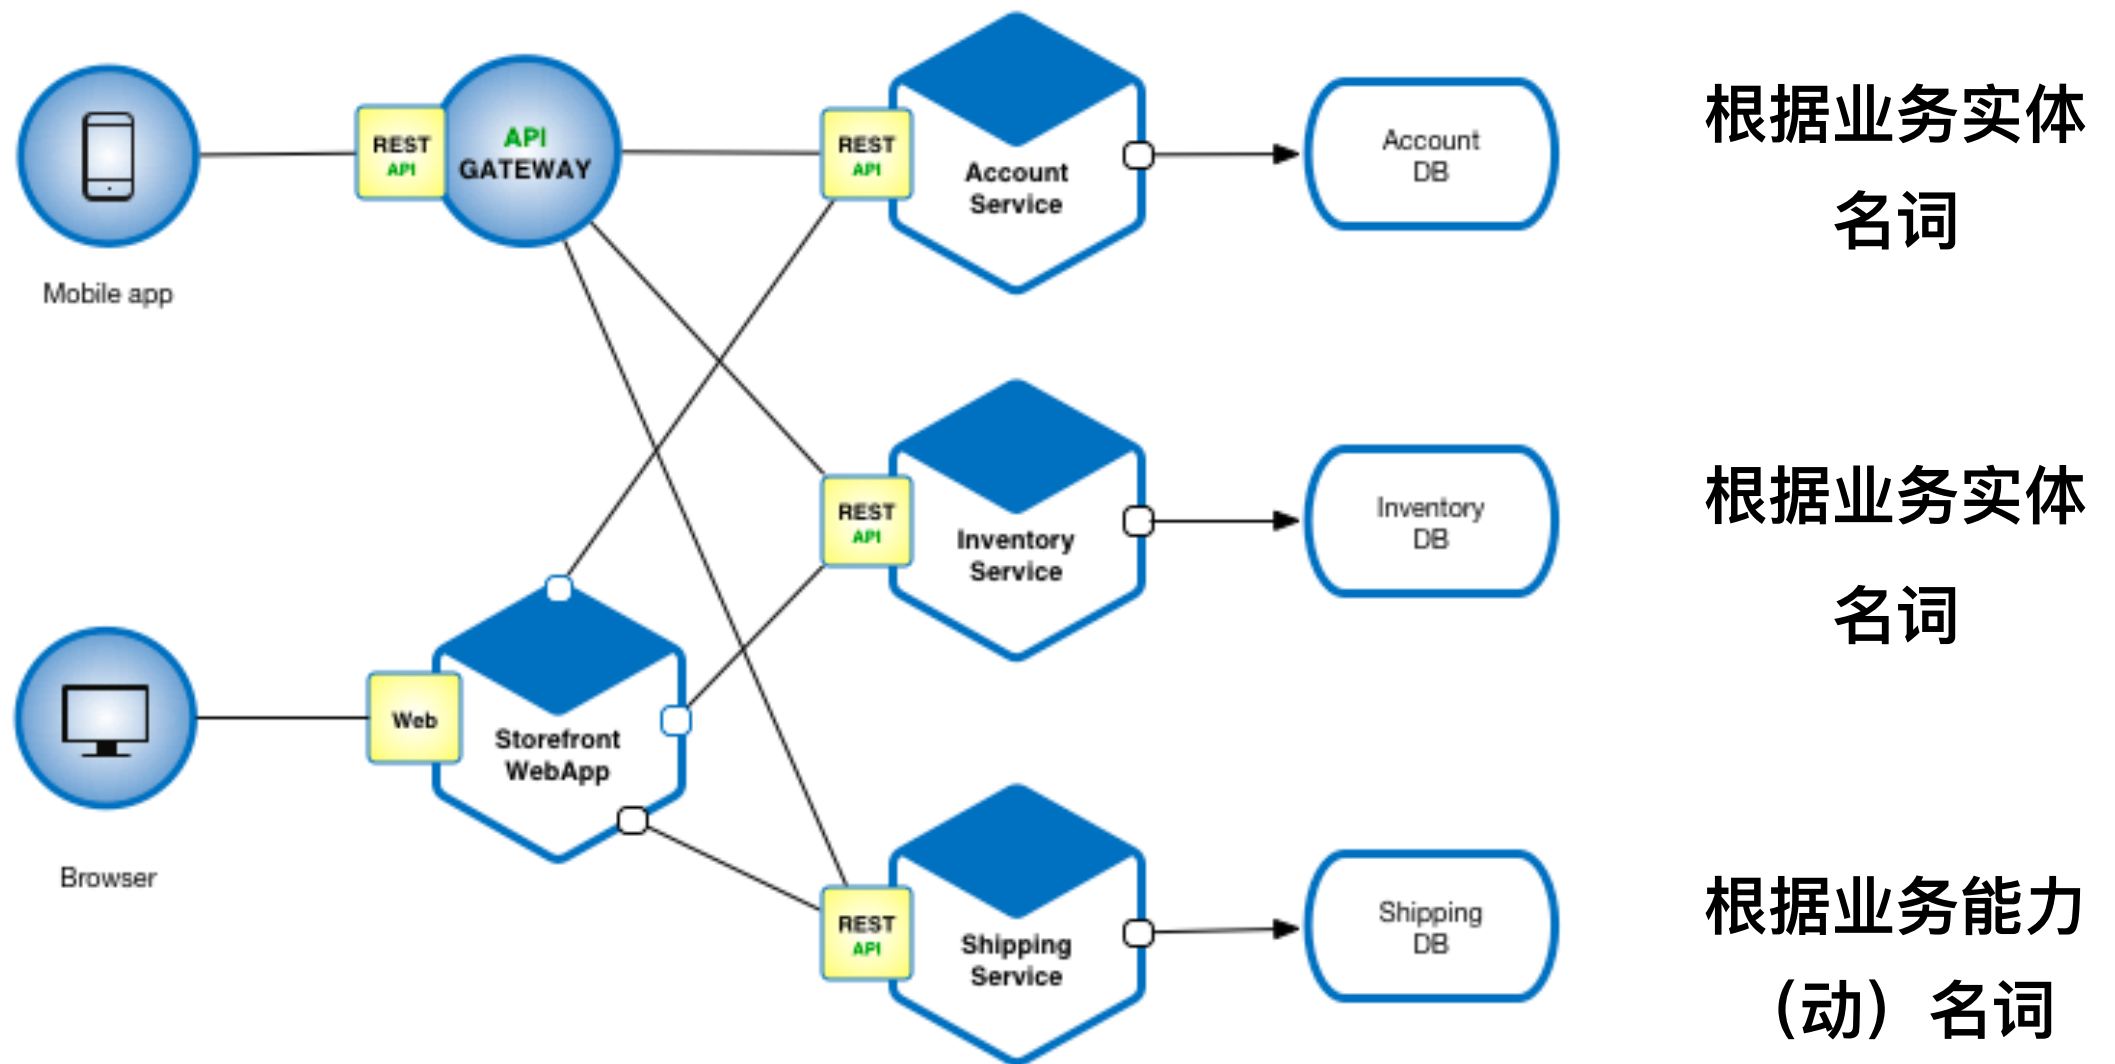 REST
API
API
GATEWAY
REST
API
Account
Service
Account
DB
根据业务实体
名词
Mobile app
REST
API
Inventory
Service
Inventory
DB
根据业务实体
名词
Web
Storefront
WebApp
Browser
REST
API
Shipping
Service
Shipping
DB
根据业务能力
（动）名词